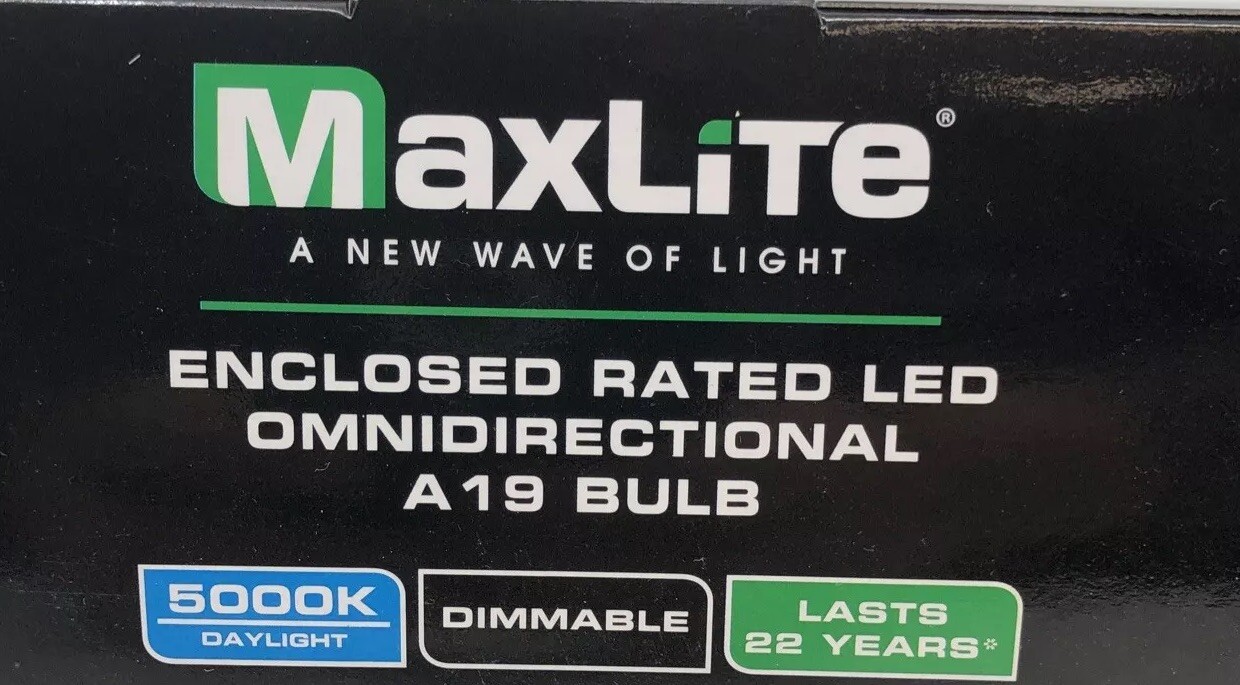 MaxLiTe®
A NEW WAVE OF LIGHT
ENCLOSED RATED LED
OMNIDIRECTIONAL
A19 BULB
5000K
DAYLIGHT
DIMMABLE
LASTS
22 YEARS*